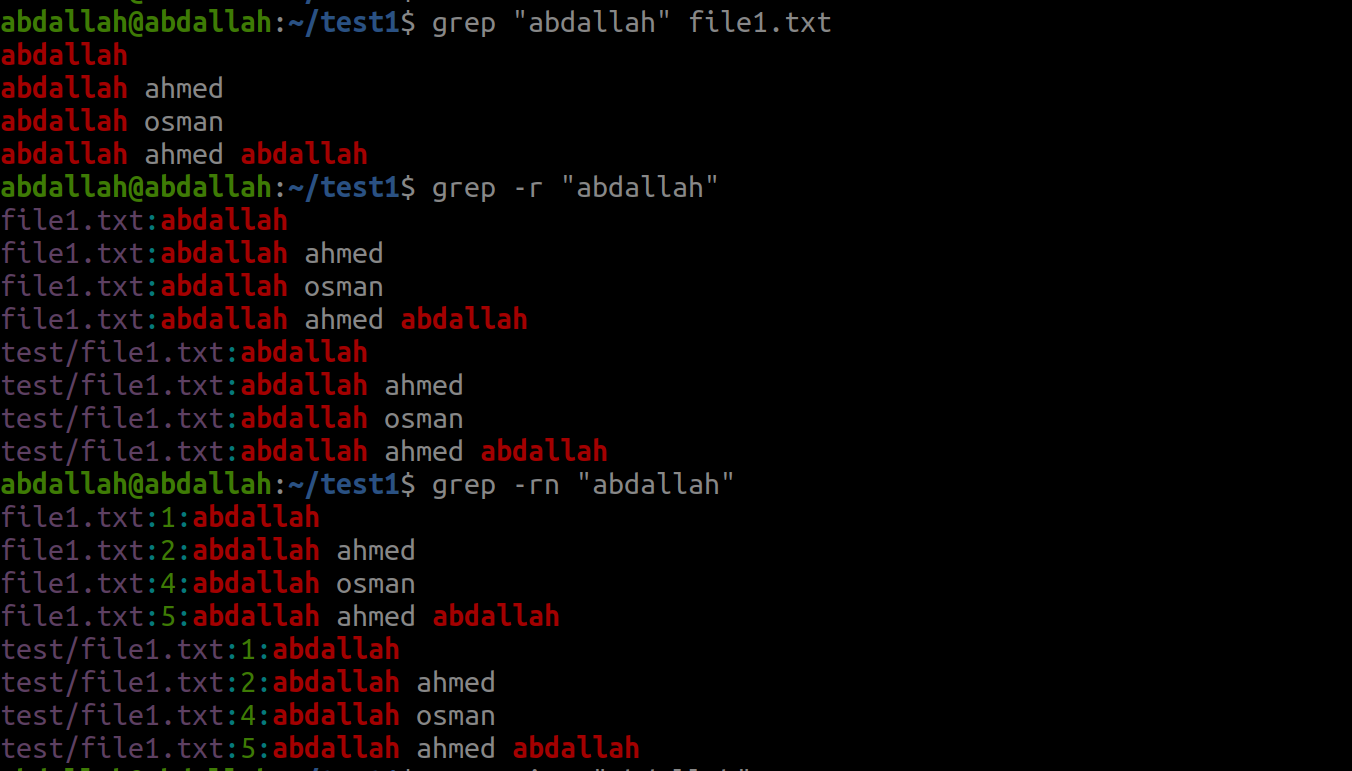 abdallah@abdallah:~/test1$ grep "abdallah" file1.txt
abdallah
abdallah ahmed
abdallah osman
abdallah ahmed abdallah
abdallah@abdallah:~/test1$ grep -r "abdallah"
file1.txt:abdallah
file1.txt:abdallah ahmed
file1.txt:abdallah osman
file1.txt:abdallah ahmed abdallah
test/file1.txt:abdallah
test/file1.txt:abdallah ahmed
test/file1.txt:abdallah osman
test/file1.txt:abdallah ahmed abdallah
abdallah@abdallah:~/test1$ grep -rn "abdallah"
file1.txt:1:abdallah
file1.txt:2:abdallah ahmed
file1.txt:4:abdallah osman
file1.txt:5:abdallah ahmed abdallah
test/file1.txt:1:abdallah
test/file1.txt:2:abdallah ahmed
test/file1.txt:4:abdallah osman
test/file1.txt:5:abdallah ahmed abdallah